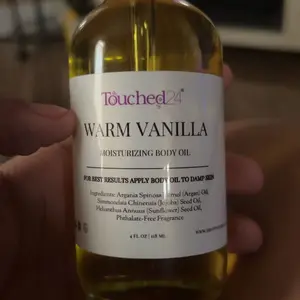 Touched24
WARM VANILLA
MOISTURIZING BODY OIL
FOR BEST RESULTS APPLY BODY OIL TO DAMP SKIN
Ingredients: Argania Spinosa Kernel (Argan) Oil,
Simmondsia Chinensis (Jojoba) Seed Oil,
Helianthus Annuus (Sunflower) Seed Oil,
Phthalate-Free Fragrance
4 FL OZ / 118 ML